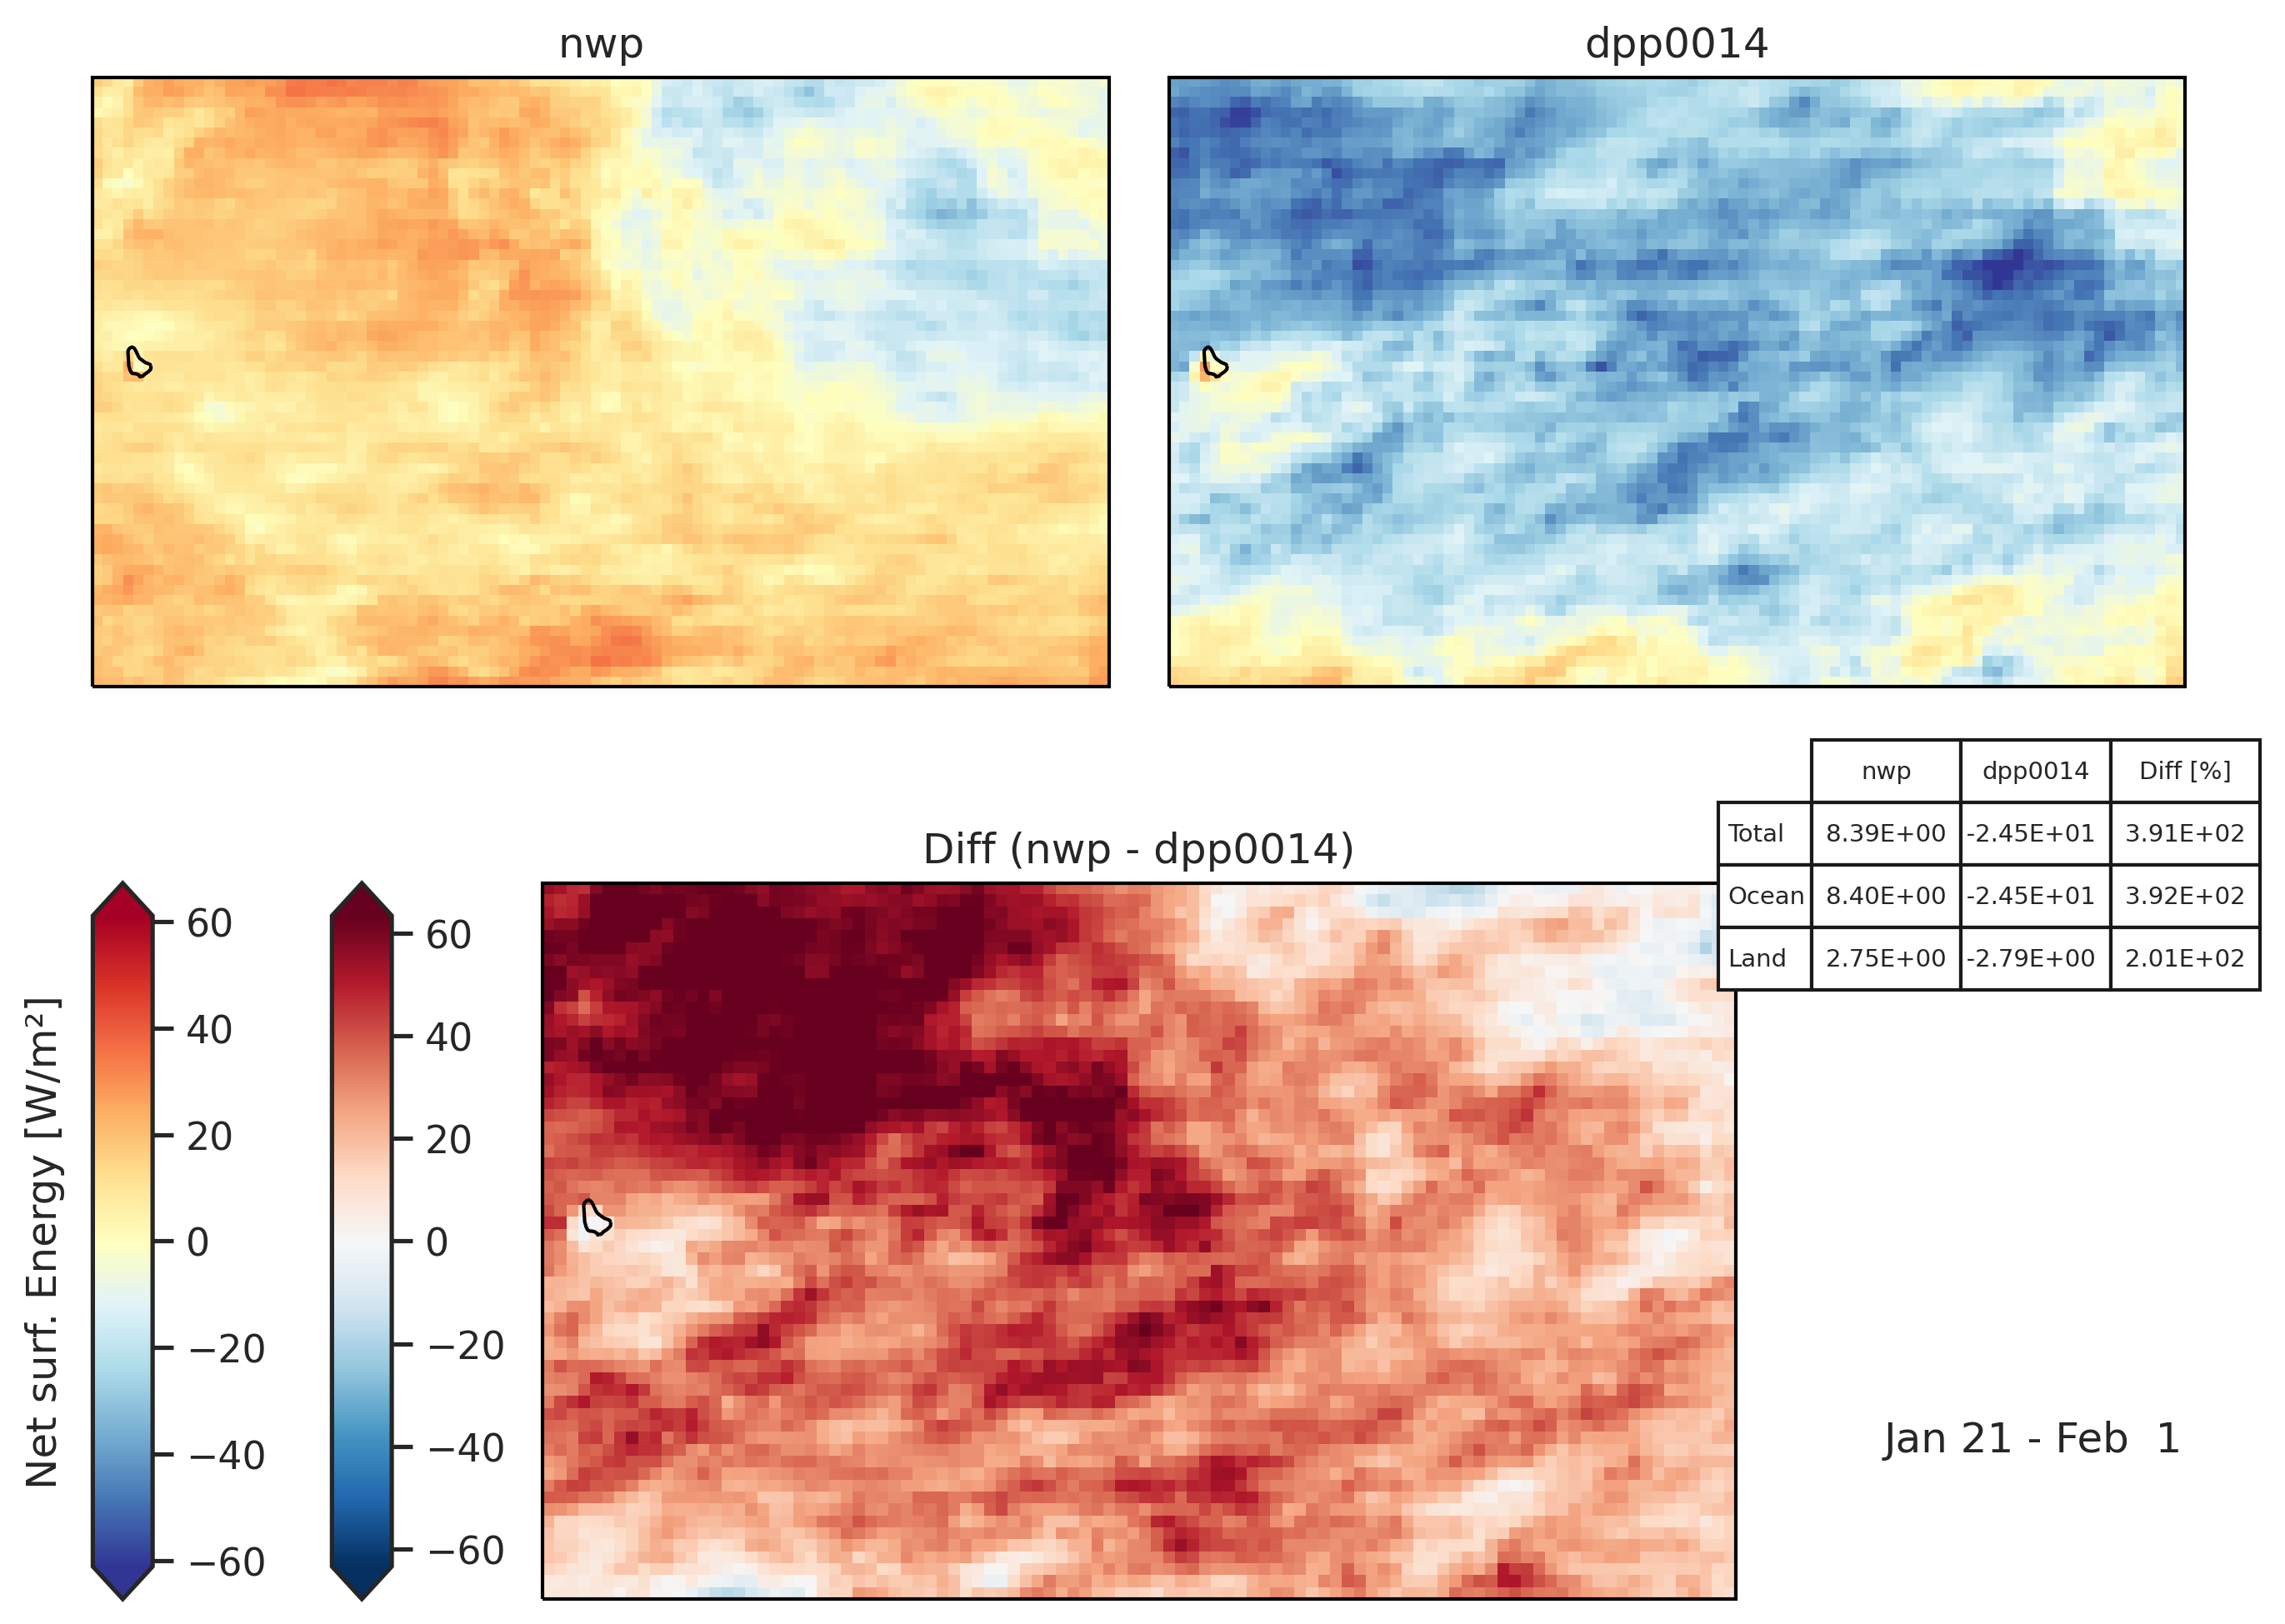 nwp
dpp0014
nwp dpp0014 Diff [%]
Total 8.39E+00 -2.45E+01 3.91E+02
Ocean 8.40E+00 -2.45E+01 3.92E+02
Land 2.75E+00 -2.79E+00 2.01E+02
Diff (nwp - dpp0014)
Net surf. Energy [W/m²]
60
40
20
0
−20
−40
−60
60
40
20
0
−20
−40
−60
Jan 21 - Feb  1